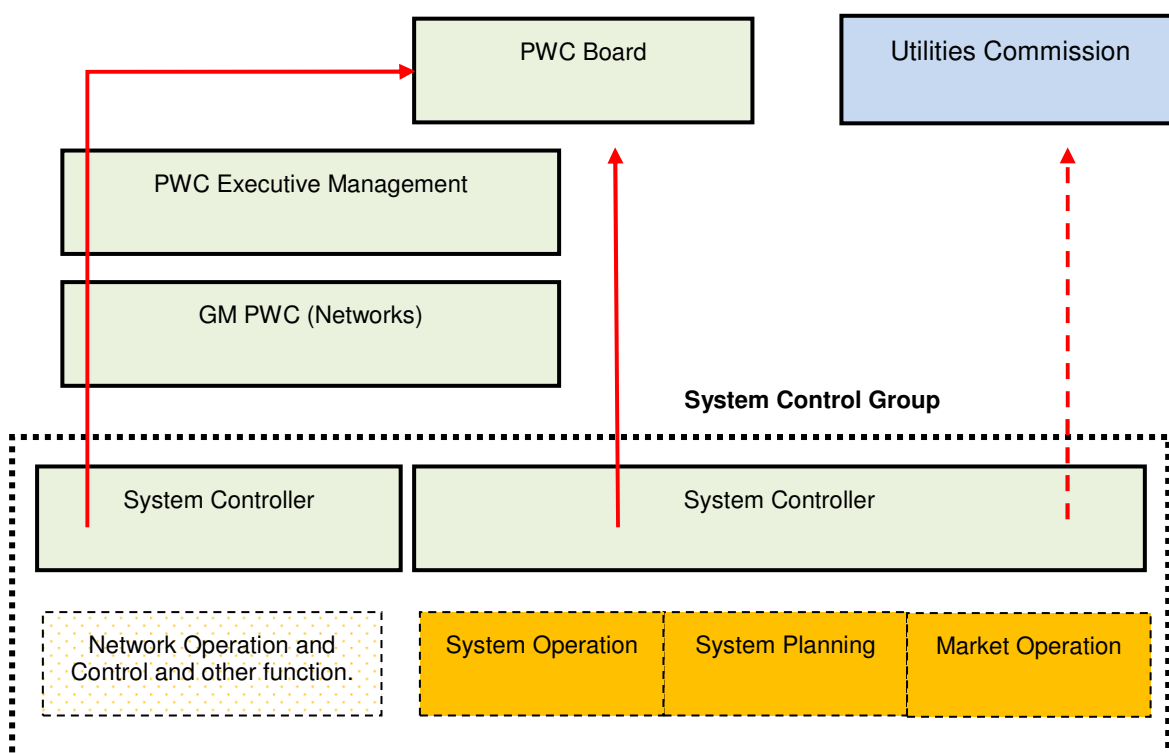 PWC Board
Utilities Commission
PWC Executive Management
GM PWC (Networks)
System Control Group
System Controller
System Controller
Network Operation and
Control and other function.
System Operation
System Planning
Market Operation